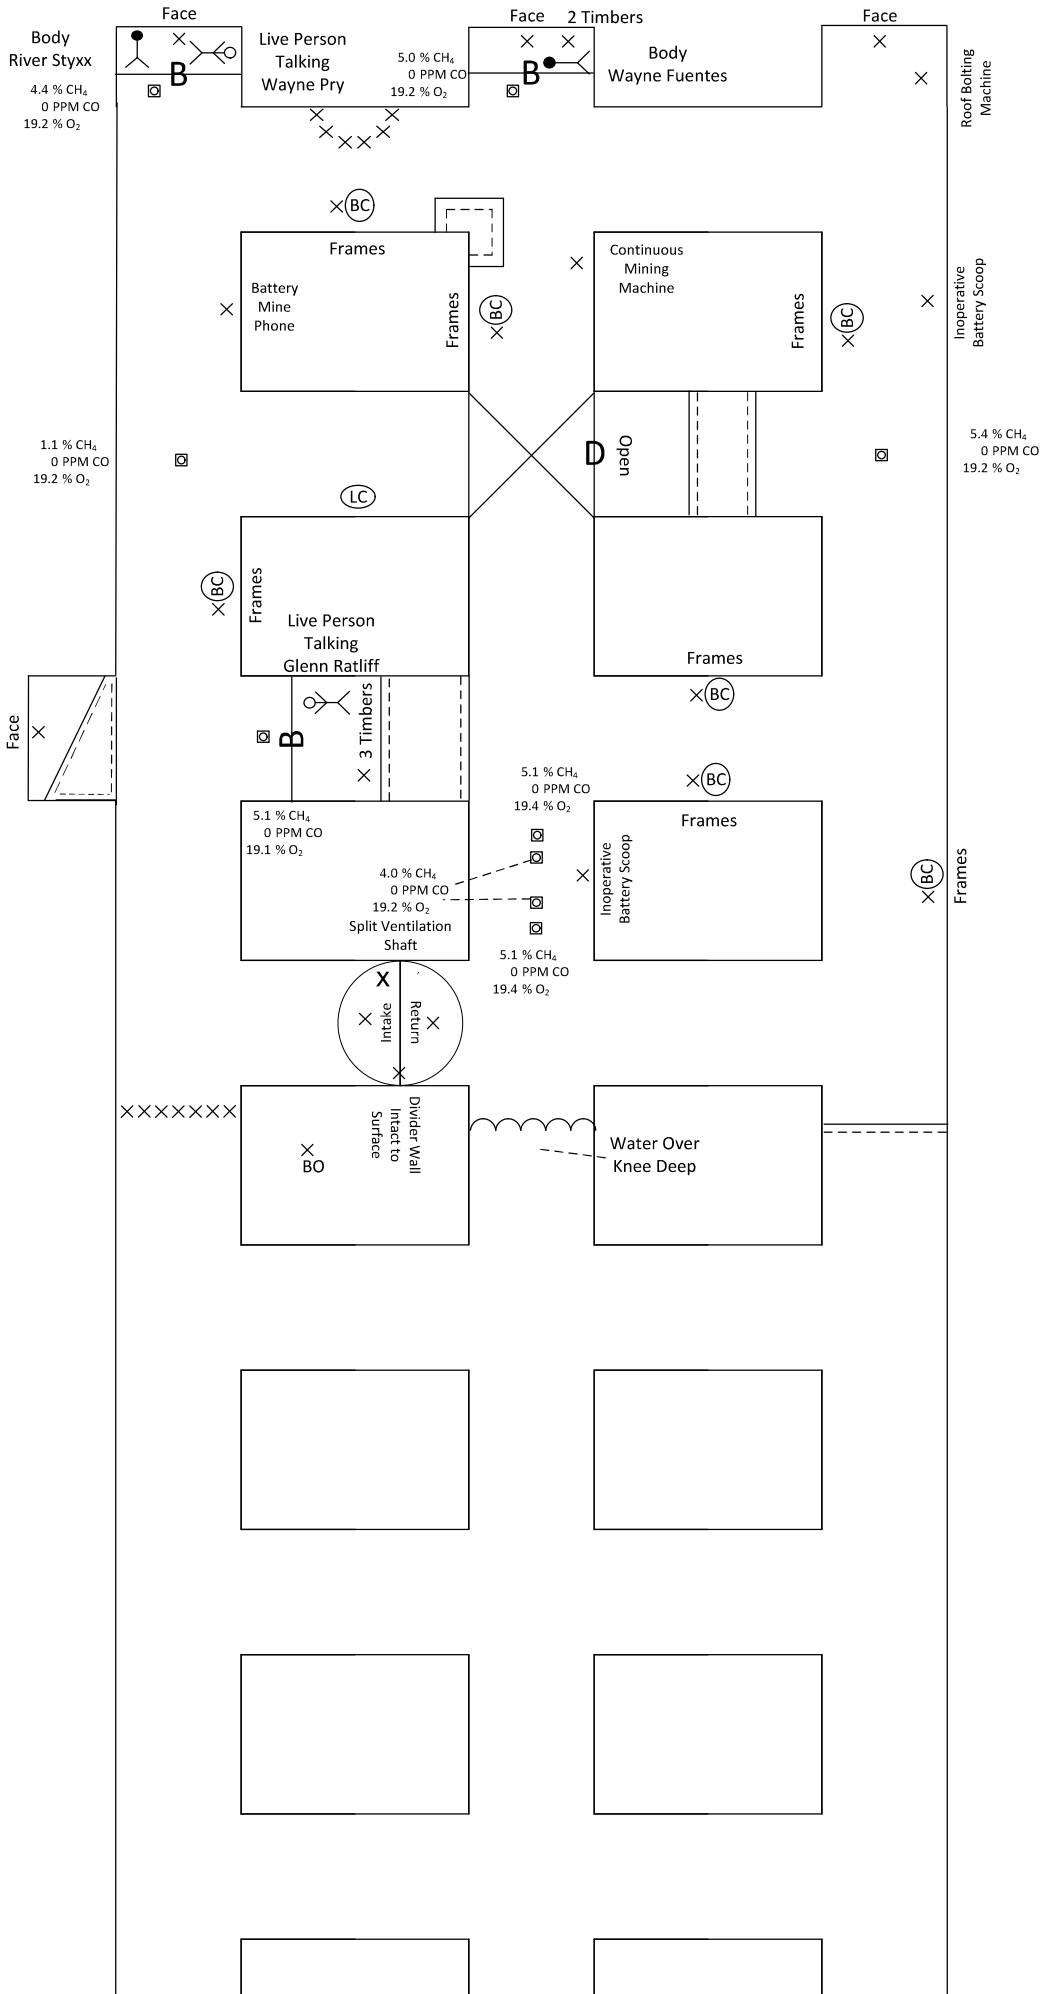 Face
Face
2 Timbers
Face
Body
River Styxx
Live Person
Talking
Wayne Pry
Body
Wayne Fuentes
B
B
5.0 % CH₄
0 PPM CO
19.2 % O₂
4.4 % CH₄
0 PPM CO
19.2 % O₂
Roof Bolting
Machine
BC
Frames
Battery
Mine
Phone
Frames
BC
Continuous
Mining
Machine
Frames
BC
Inoperative
Battery Scoop
1.1 % CH₄
0 PPM CO
19.2 % O₂
D
Open
5.4 % CH₄
0 PPM CO
19.2 % O₂
LC
BC
Frames
Live Person
Talking
Glenn Ratliff
Frames
BC
Face
B
3 Timbers
BC
Frames
5.1 % CH₄
0 PPM CO
19.4 % O₂
5.1 % CH₄
0 PPM CO
19.1 % O₂
4.0 % CH₄
0 PPM CO
19.2 % O₂
Split Ventilation
Shaft
Inoperative
Battery Scoop
BC
Frames
5.1 % CH₄
0 PPM CO
19.4 % O₂
x
Intake
Return
Divider Wall
Intact to
Surface
BO
Water Over
Knee Deep